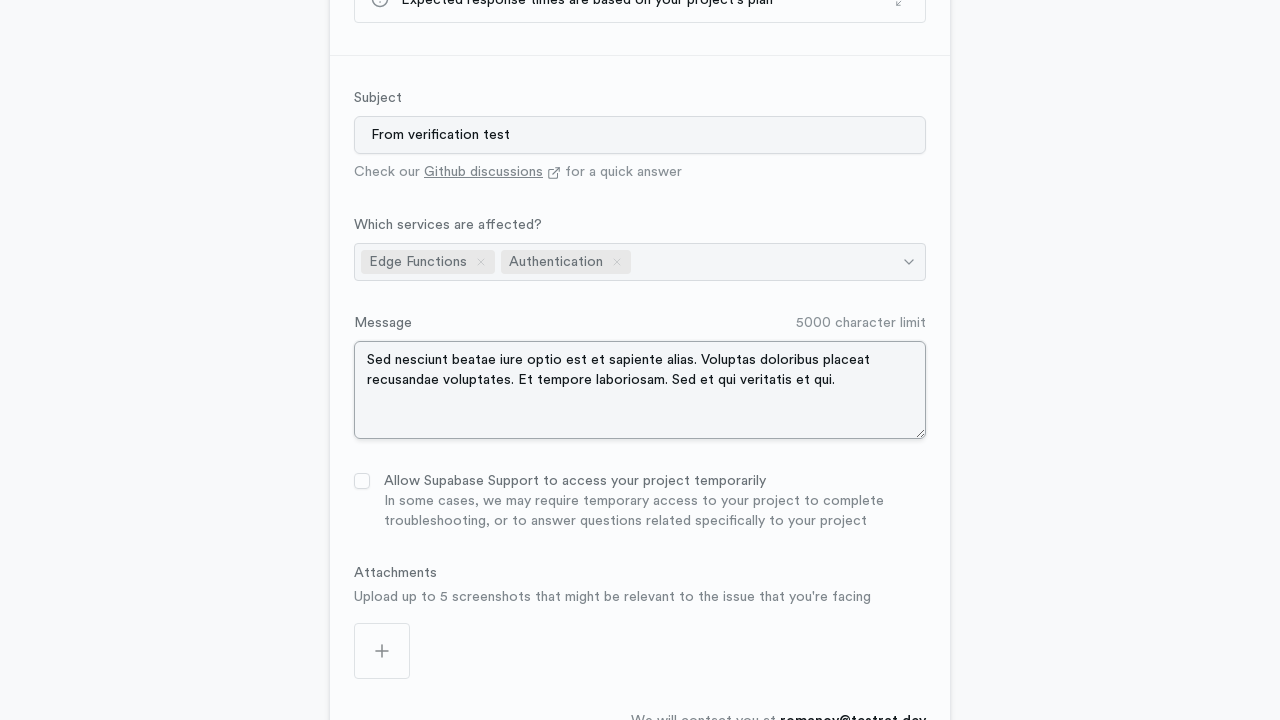 Expected response times are based on your project's plan
Subject
From verification test
Check our Github discussions for a quick answer
Which services are affected?
Edge Functions Authentication
Message 5000 character limit
Sed nesciunt beatae iure optio est et sapiente alias. Voluptas doloribus placeat
recusandae voluptates. Et tempore laboriosam. Sed et qui veritatis et qui.
Allow Supabase Support to access your project temporarily
In some cases, we may require temporary access to your project to complete
troubleshooting, or to answer questions related specifically to your project
Attachments
Upload up to 5 screenshots that might be relevant to the issue that you're facing
We will contact you at romanov@testrat.dev